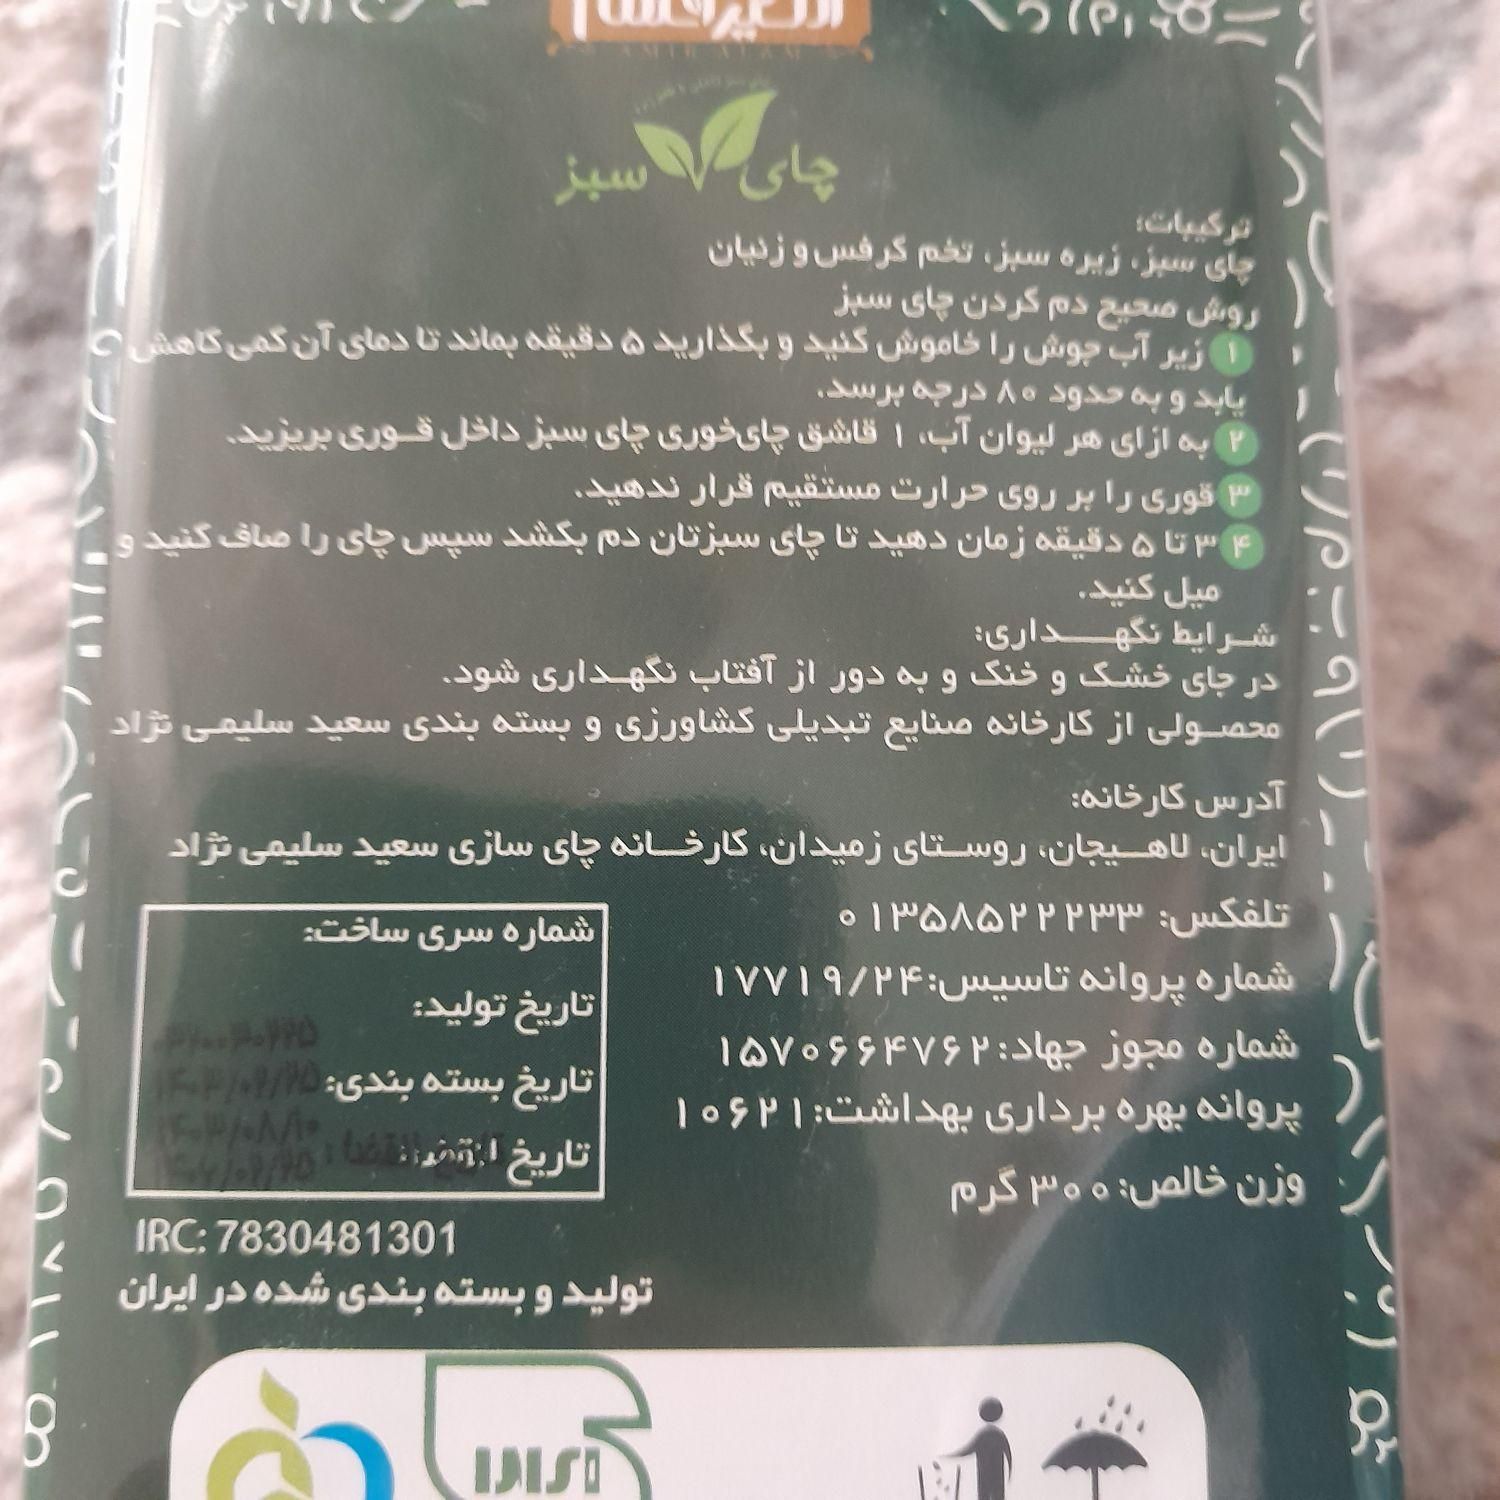 چای سبز
ترکیبات:
چای سبز، زیره سبز، تخم کرفس و زنیان
روش صحیح دم کردن چای سبز
۱ زیر آب جوش را خاموش کنید و بگذارید ۵ دقیقه بماند تا دمای آن کمی کاهش
یابد و به حدود ۸۰ درجه برسد.
۲ به ازای هر لیوان آب، ۱ قاشق چای‌خوری چای سبز داخل قوری بریزید.
۳ قوری را بر روی حرارت مستقیم قرار ندهید.
۴ ۳ تا ۵ دقیقه زمان دهید تا چای سبزتان دم بکشد سپس چای را صاف کنید و
میل کنید.
شرایط نگهداری:
در جای خشک و خنک و به دور از آفتاب نگهداری شود.
محصولی از کارخانه صنایع تبدیلی کشاورزی و بسته بندی سعید سلیمی نژاد
آدرس کارخانه:
ایران، لاهیجان، روستای زمیدان، کارخانه چای سازی سعید سلیمی نژاد
تلفکس: ۰۱۳۵۸۵۲۲۲۳۳
شماره پروانه تاسیس: ۱۷۷۱۹/۲۴
شماره مجوز جهاد: ۱۵۷۰۶۶۴۷۶۲
پروانه بهره برداری بهداشت: ۱۰۶۲۱
وزن خالص: ۳۰۰ گرم
شماره سری ساخت:
تاریخ تولید:
تاریخ بسته بندی:
تاریخ انقضا:
IRC: 7830481301
تولید و بسته بندی شده در ایران